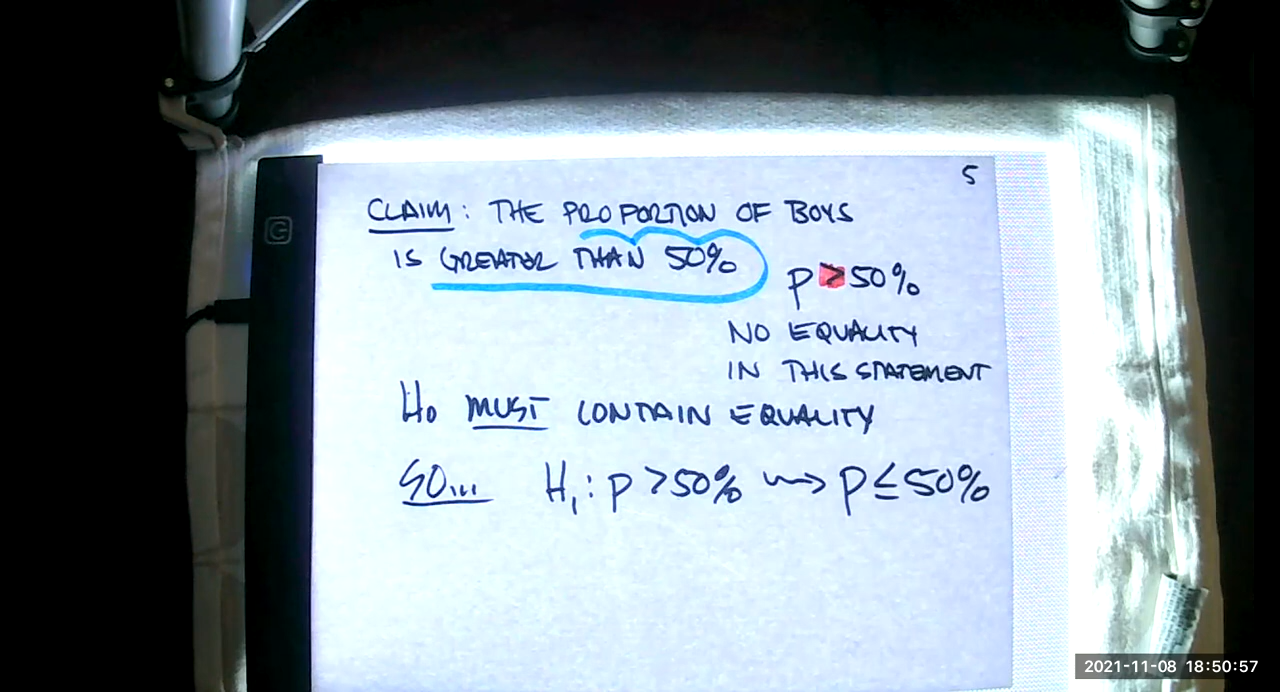 5
CLAIM: THE PROPORTION OF BOYS
IS GREATER THAN 50%
p > 50%
NO EQUALITY
IN THIS STATEMENT
H₀ MUST CONTAIN EQUALITY
SO... H₁: p > 50% ⟿ p ≤ 50%
2021-11-08 18:50:57